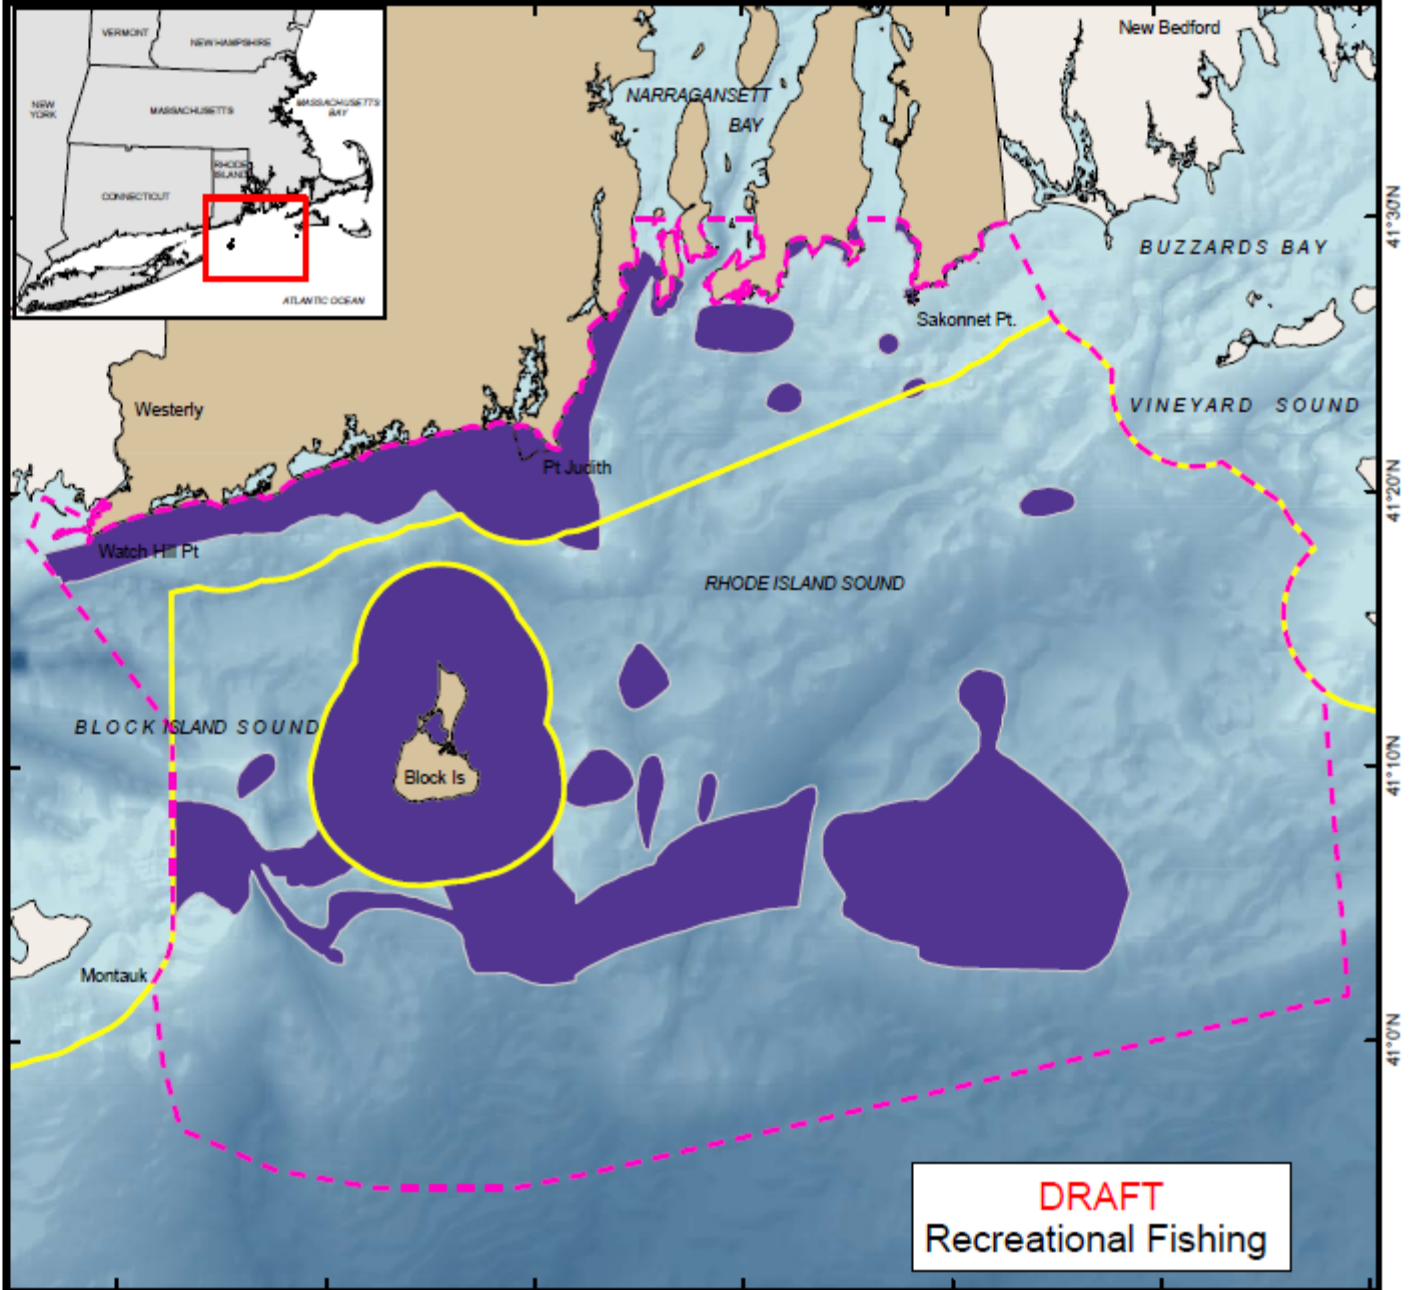 VERMONT
NEW HAMPSHIRE
NEW
YORK
MASSACHUSETTS
MASSACHUSETTS
BAY
RHODE
ISLAND
CONNECTICUT
ATLANTIC OCEAN
New Bedford
NARRAGANSETT
BAY
41°30'N
BUZZARDS BAY
Sakonnet Pt.
Westerly
VINEYARD SOUND
Pt Judith
41°20'N
Watch Hill Pt
RHODE ISLAND SOUND
BLOCK ISLAND SOUND
Block Is
41°10'N
Montauk
41°0'N
DRAFT
Recreational Fishing